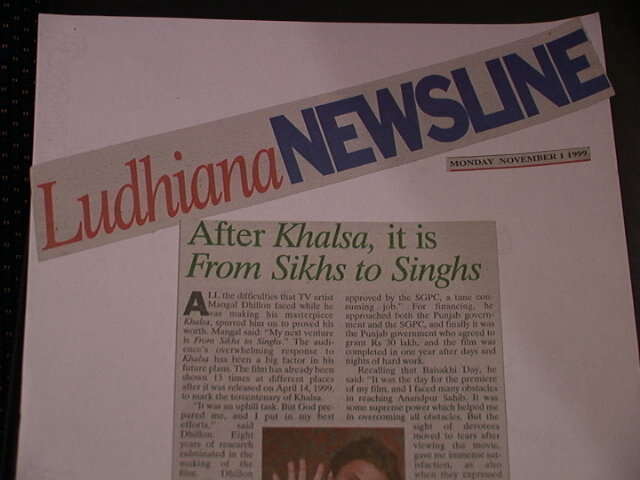 Ludhiana NEWSLINE
MONDAY NOVEMBER 1 1999
After Khalsa, it is
From Sikhs to Singhs
ALL the difficulties that TV artist
Mangal Dhillon faced while he
was making his masterpiece
Khalsa, spurred him on to proved his
worth. Mangal said: "My next venture
is From Sikhs to Singhs." The audi-
ence's overwhelming response to
Khalsa has been a big factor in his
future plans. The film has already been
shown 13 times at different places
after it was released on April 14, 1999,
to mark the tercentenary of Khalsa.
"It was an uphill task. But God pre-
pared me, and I put in my best
efforts," said
Dhillon. Eight
years of research
culminated in the
making of the
film. Dhillon
approved by the SGPC, a time con-
suming job.". For financing, he
approached both the Punjab govern-
ment and the SGPC, and finally it was
the Punjab government who agreed to
grant Rs 30 lakh, and the film was
completed in one year after days and
nights of hard work.
Recalling that Baisakhi Day, he
said: "It was the day for the premiere
of my film, and I faced many obstacles
in reaching Anandpur Sahib. It was
some supreme power which helped me
in overcoming all obstacles. But the
sight of devotees
moved to tears after
viewing the movie,
gave me immense sat-
isfaction, as also
when they expressed